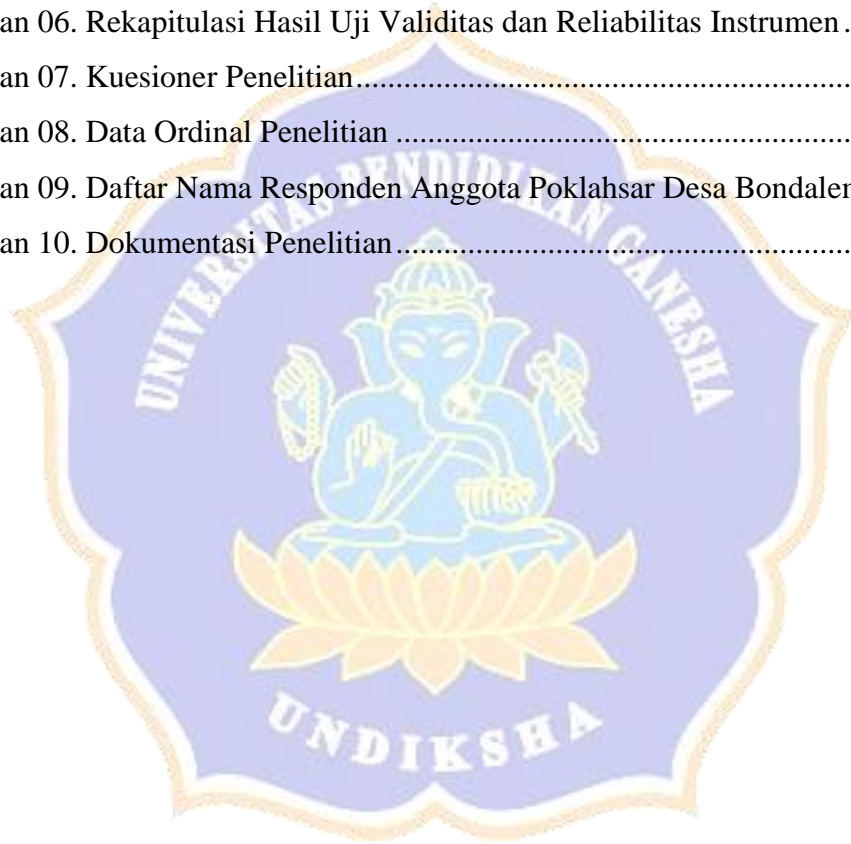 an 06. Rekapitulasi Hasil Uji Validitas dan Reliabilitas Instrumen .
an 07. Kuesioner Penelitian...............................................................
an 08. Data Ordinal Penelitian ..........................................................
an 09. Daftar Nama Responden Anggota Poklahsar Desa Bondalem
an 10. Dokumentasi Penelitian..........................................................
UNIVERSITAS PENDIDIKAN GANESHA
UNDIKSHA